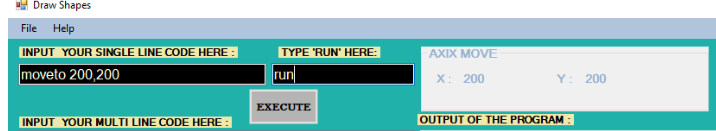 Draw Shapes
File Help
INPUT YOUR SINGLE LINE CODE HERE : TYPE 'RUN' HERE: AXIX MOVE
moveto 200,200 run X : 200 Y : 200
EXECUTE
INPUT YOUR MULTI LINE CODE HERE : OUTPUT OF THE PROGRAM :